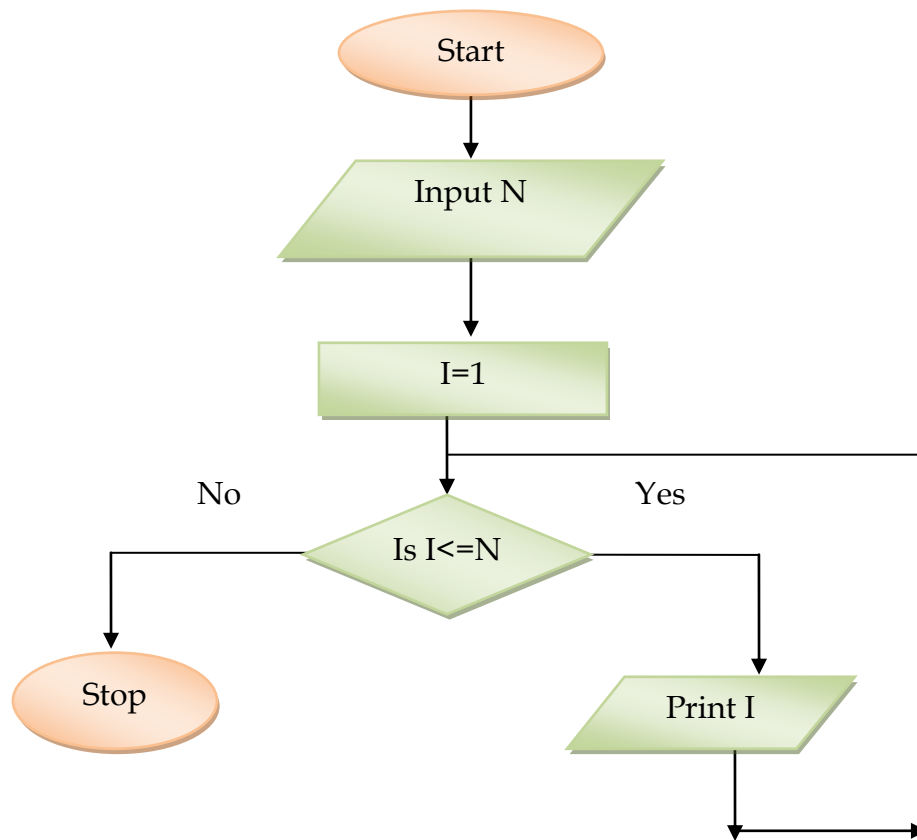 Start
Input N
I=1
No
Yes
Is I<=N
Stop
Print I